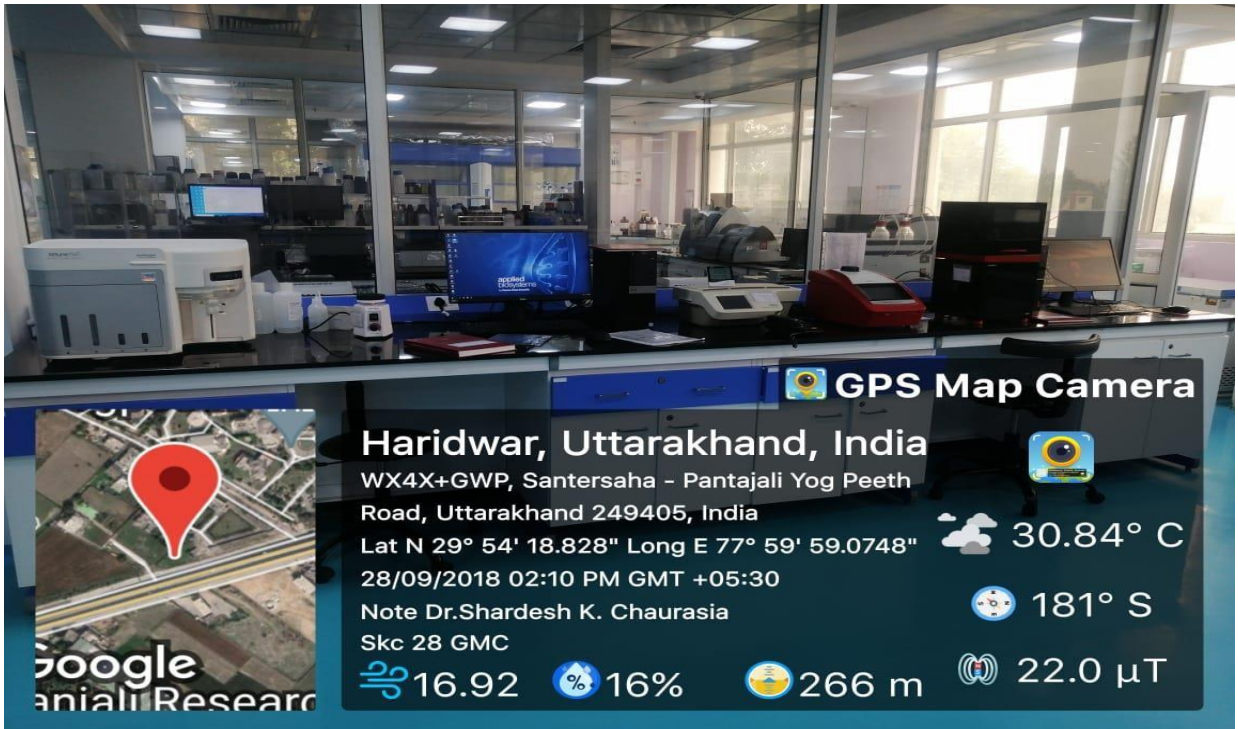 applied
biosystems
GPS Map Camera
Haridwar, Uttarakhand, India
WX4X+GWP, Santersaha - Pantajali Yog Peeth
Road, Uttarakhand 249405, India
Lat N 29° 54' 18.828" Long E 77° 59' 59.0748"
28/09/2018 02:10 PM GMT +05:30
Note Dr.Shardesh K. Chaurasia
Skc 28 GMC
30.84° C
181° S
16.92
16%
266 m
22.0 μT
Google
anjali Researc